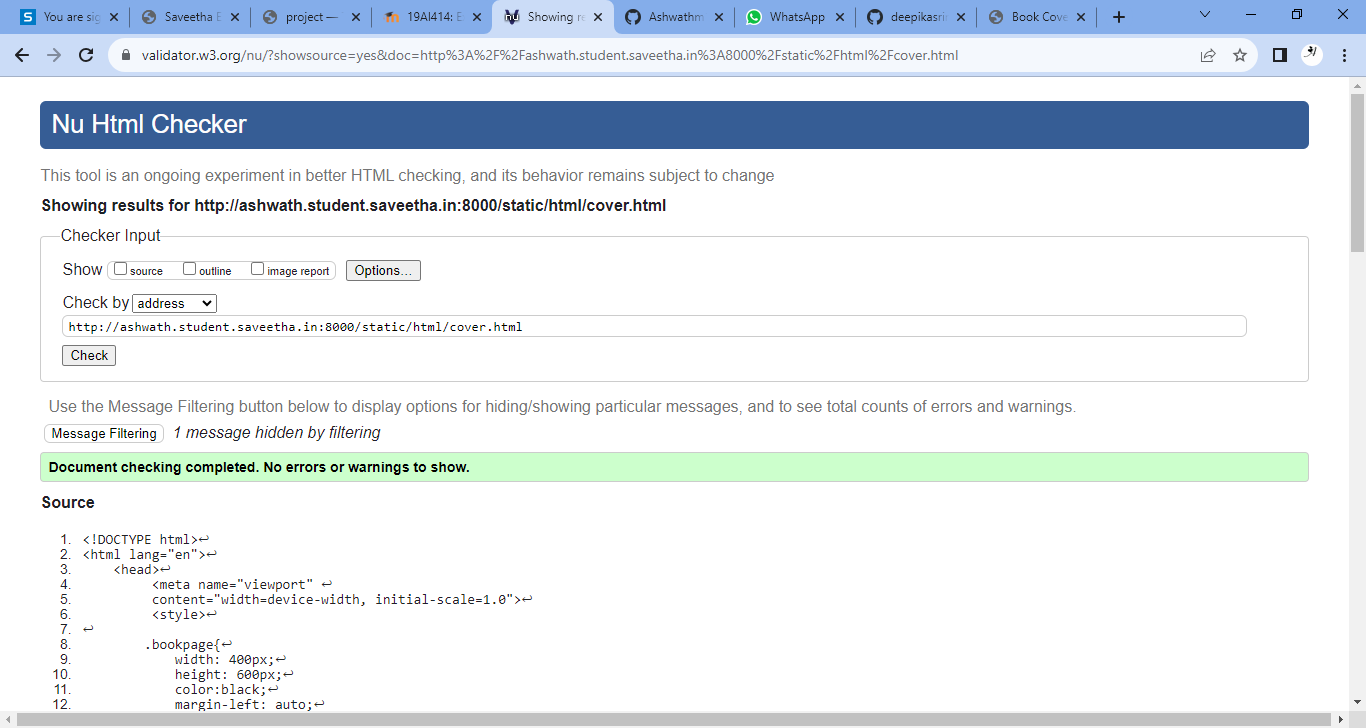 You are sig Saveetha E project — 19AI414: E Showing re Ashwathm WhatsApp deepikasri Book Cove
validator.w3.org/nu/?showsource=yes&doc=http%3A%2F%2Fashwath.student.saveetha.in%3A8000%2Fstatic%2Fhtml%2Fcover.html
Nu Html Checker
This tool is an ongoing experiment in better HTML checking, and its behavior remains subject to change
Showing results for http://ashwath.student.saveetha.in:8000/static/html/cover.html
Checker Input
Show source outline image report Options...
Check by address
http://ashwath.student.saveetha.in:8000/static/html/cover.html
Check
Use the Message Filtering button below to display options for hiding/showing particular messages, and to see total counts of errors and warnings.
Message Filtering 1 message hidden by filtering
Document checking completed. No errors or warnings to show.
Source
1. <!DOCTYPE html>↩
2. <html lang="en">↩
3. <head>↩
4. <meta name="viewport" ↩
5. content="width=device-width, initial-scale=1.0">↩
6. <style>↩
7. ↩
8. .bookpage{↩
9. width: 400px;↩
10. height: 600px;↩
11. color:black;↩
12. margin-left: auto;↩